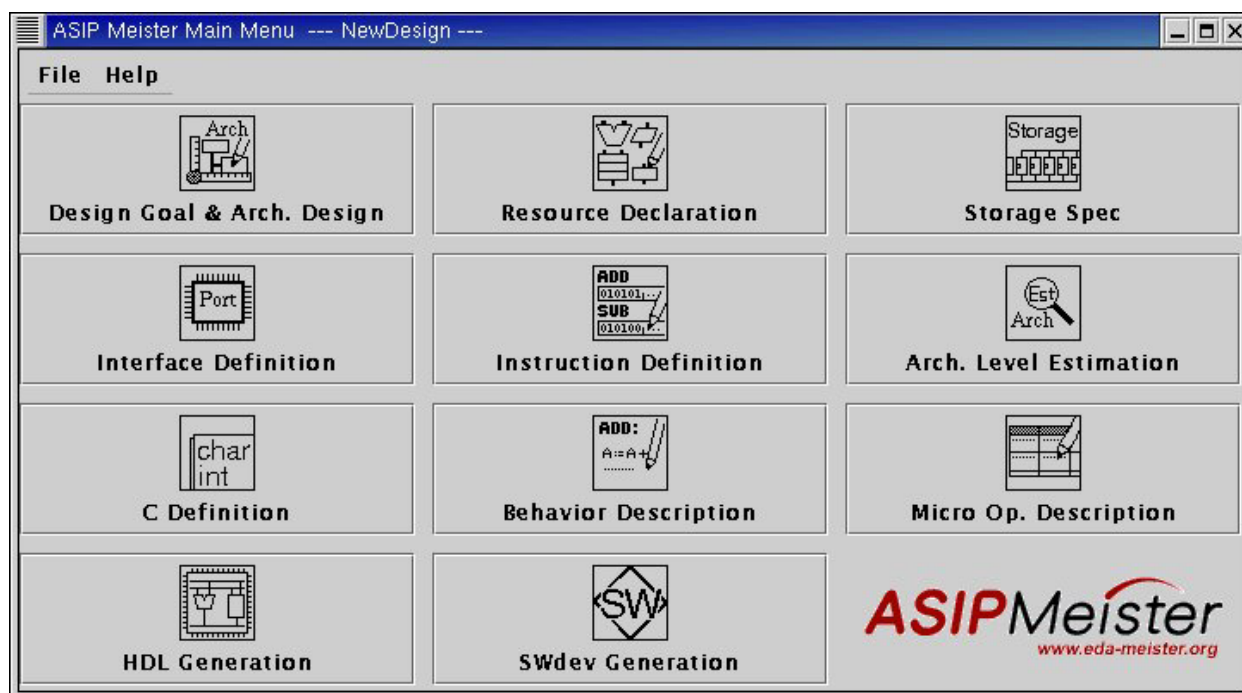 ASIP Meister Main Menu --- NewDesign ---
File Help
Arch
Design Goal & Arch. Design
Resource Declaration
Storage
Storage Spec
Port
Interface Definition
ADD
010101
SUB
010100
Instruction Definition
Est
Arch
Arch. Level Estimation
char
int
C Definition
ADD:
A:=A+
Behavior Description
Micro Op. Description
HDL Generation
SW
SWdev Generation
ASIPMeister
www.eda-meister.org